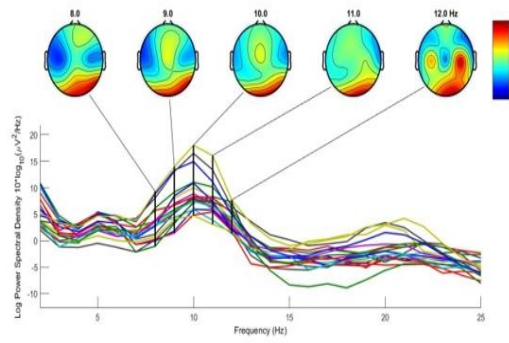 8.0 9.0 10.0 11.0 12.0 Hz
Log Power Spectral Density 10*log₁₀(μV²/Hz)
20
15
10
5
0
-5
-10
5 10 15 20 25
Frequency (Hz)